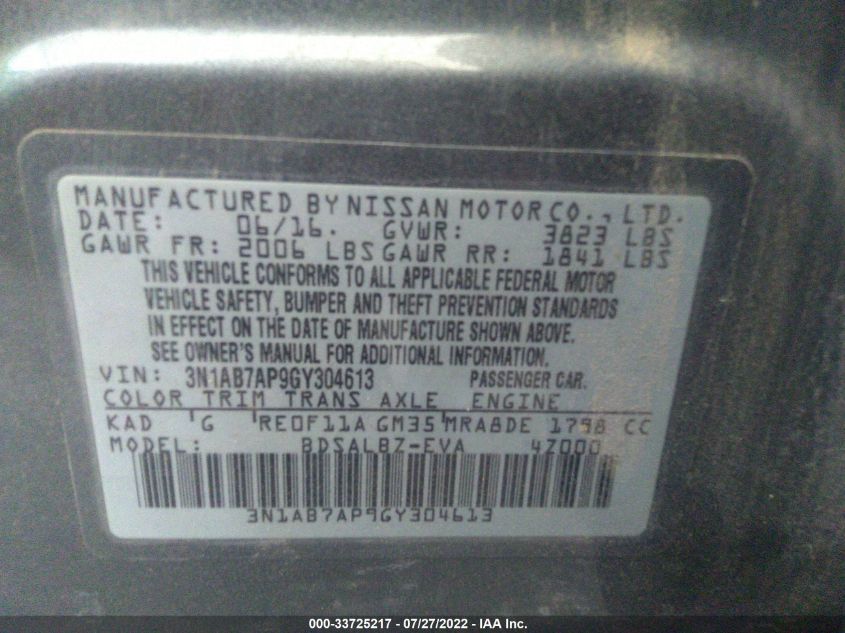 MANUFACTURED BY NISSAN MOTOR CO., LTD.
DATE: 06/16. GVWR: 3823 LBS
GAWR FR: 2006 LBS GAWR RR: 1841 LBS
THIS VEHICLE CONFORMS TO ALL APPLICABLE FEDERAL MOTOR
VEHICLE SAFETY, BUMPER AND THEFT PREVENTION STANDARDS
IN EFFECT ON THE DATE OF MANUFACTURE SHOWN ABOVE.
SEE OWNER'S MANUAL FOR ADDITIONAL INFORMATION.
VIN: 3N1AB7AP9GY304613 PASSENGER CAR.
COLOR TRIM TRANS AXLE ENGINE
KAD G RE0F11A GM35 MRA8DE 1798 CC
MODEL: BDSALBZ-EVA 4Z000
3N1AB7AP9GY304613
000-33725217 - 07/27/2022 - IAA Inc.